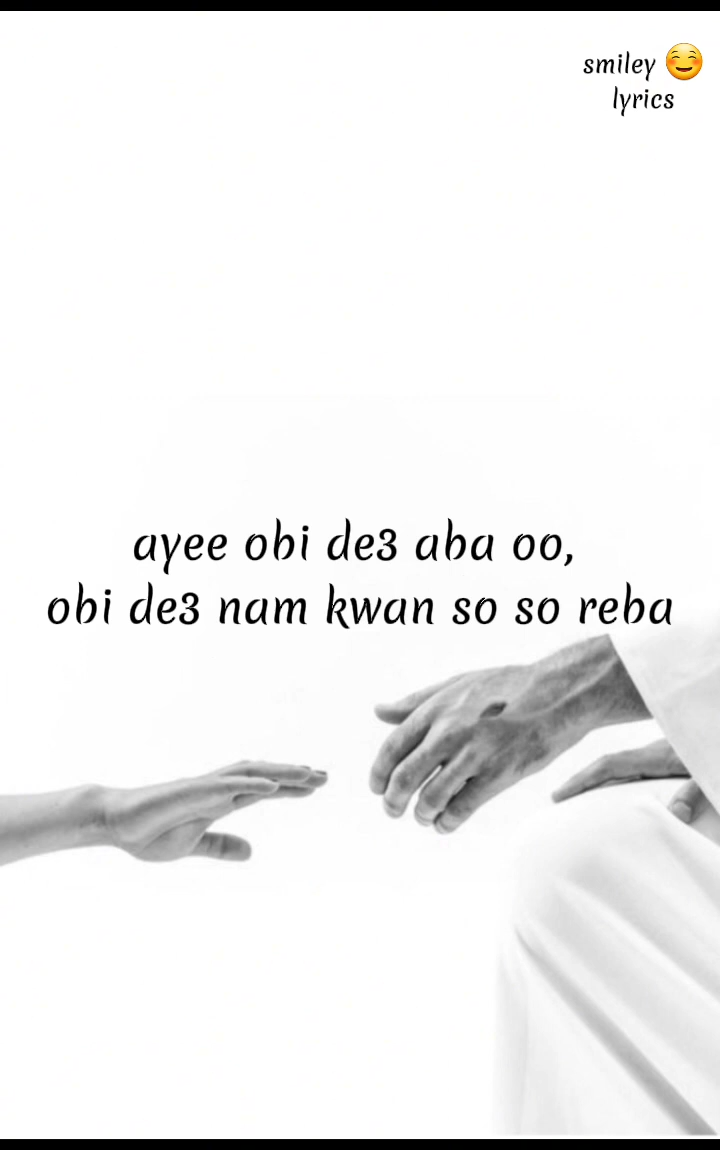 smiley 😊
lyrics
ayee obi de3 aba oo,
obi de3 nam kwan so so reba